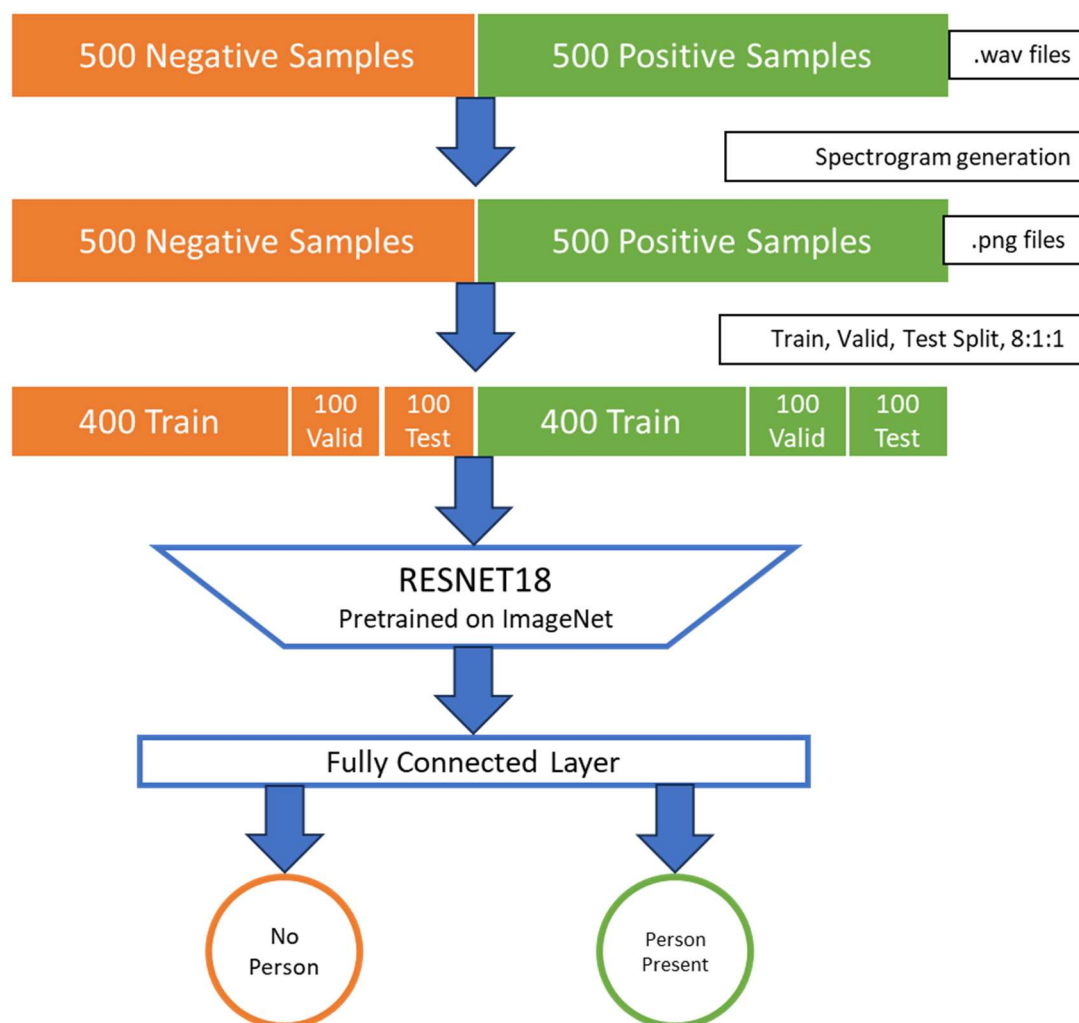 500 Negative Samples
500 Positive Samples
.wav files
Spectrogram generation
500 Negative Samples
500 Positive Samples
.png files
Train, Valid, Test Split, 8:1:1
400 Train
100
Valid
100
Test
400 Train
100
Valid
100
Test
RESNET18
Pretrained on ImageNet
Fully Connected Layer
No
Person
Person
Present